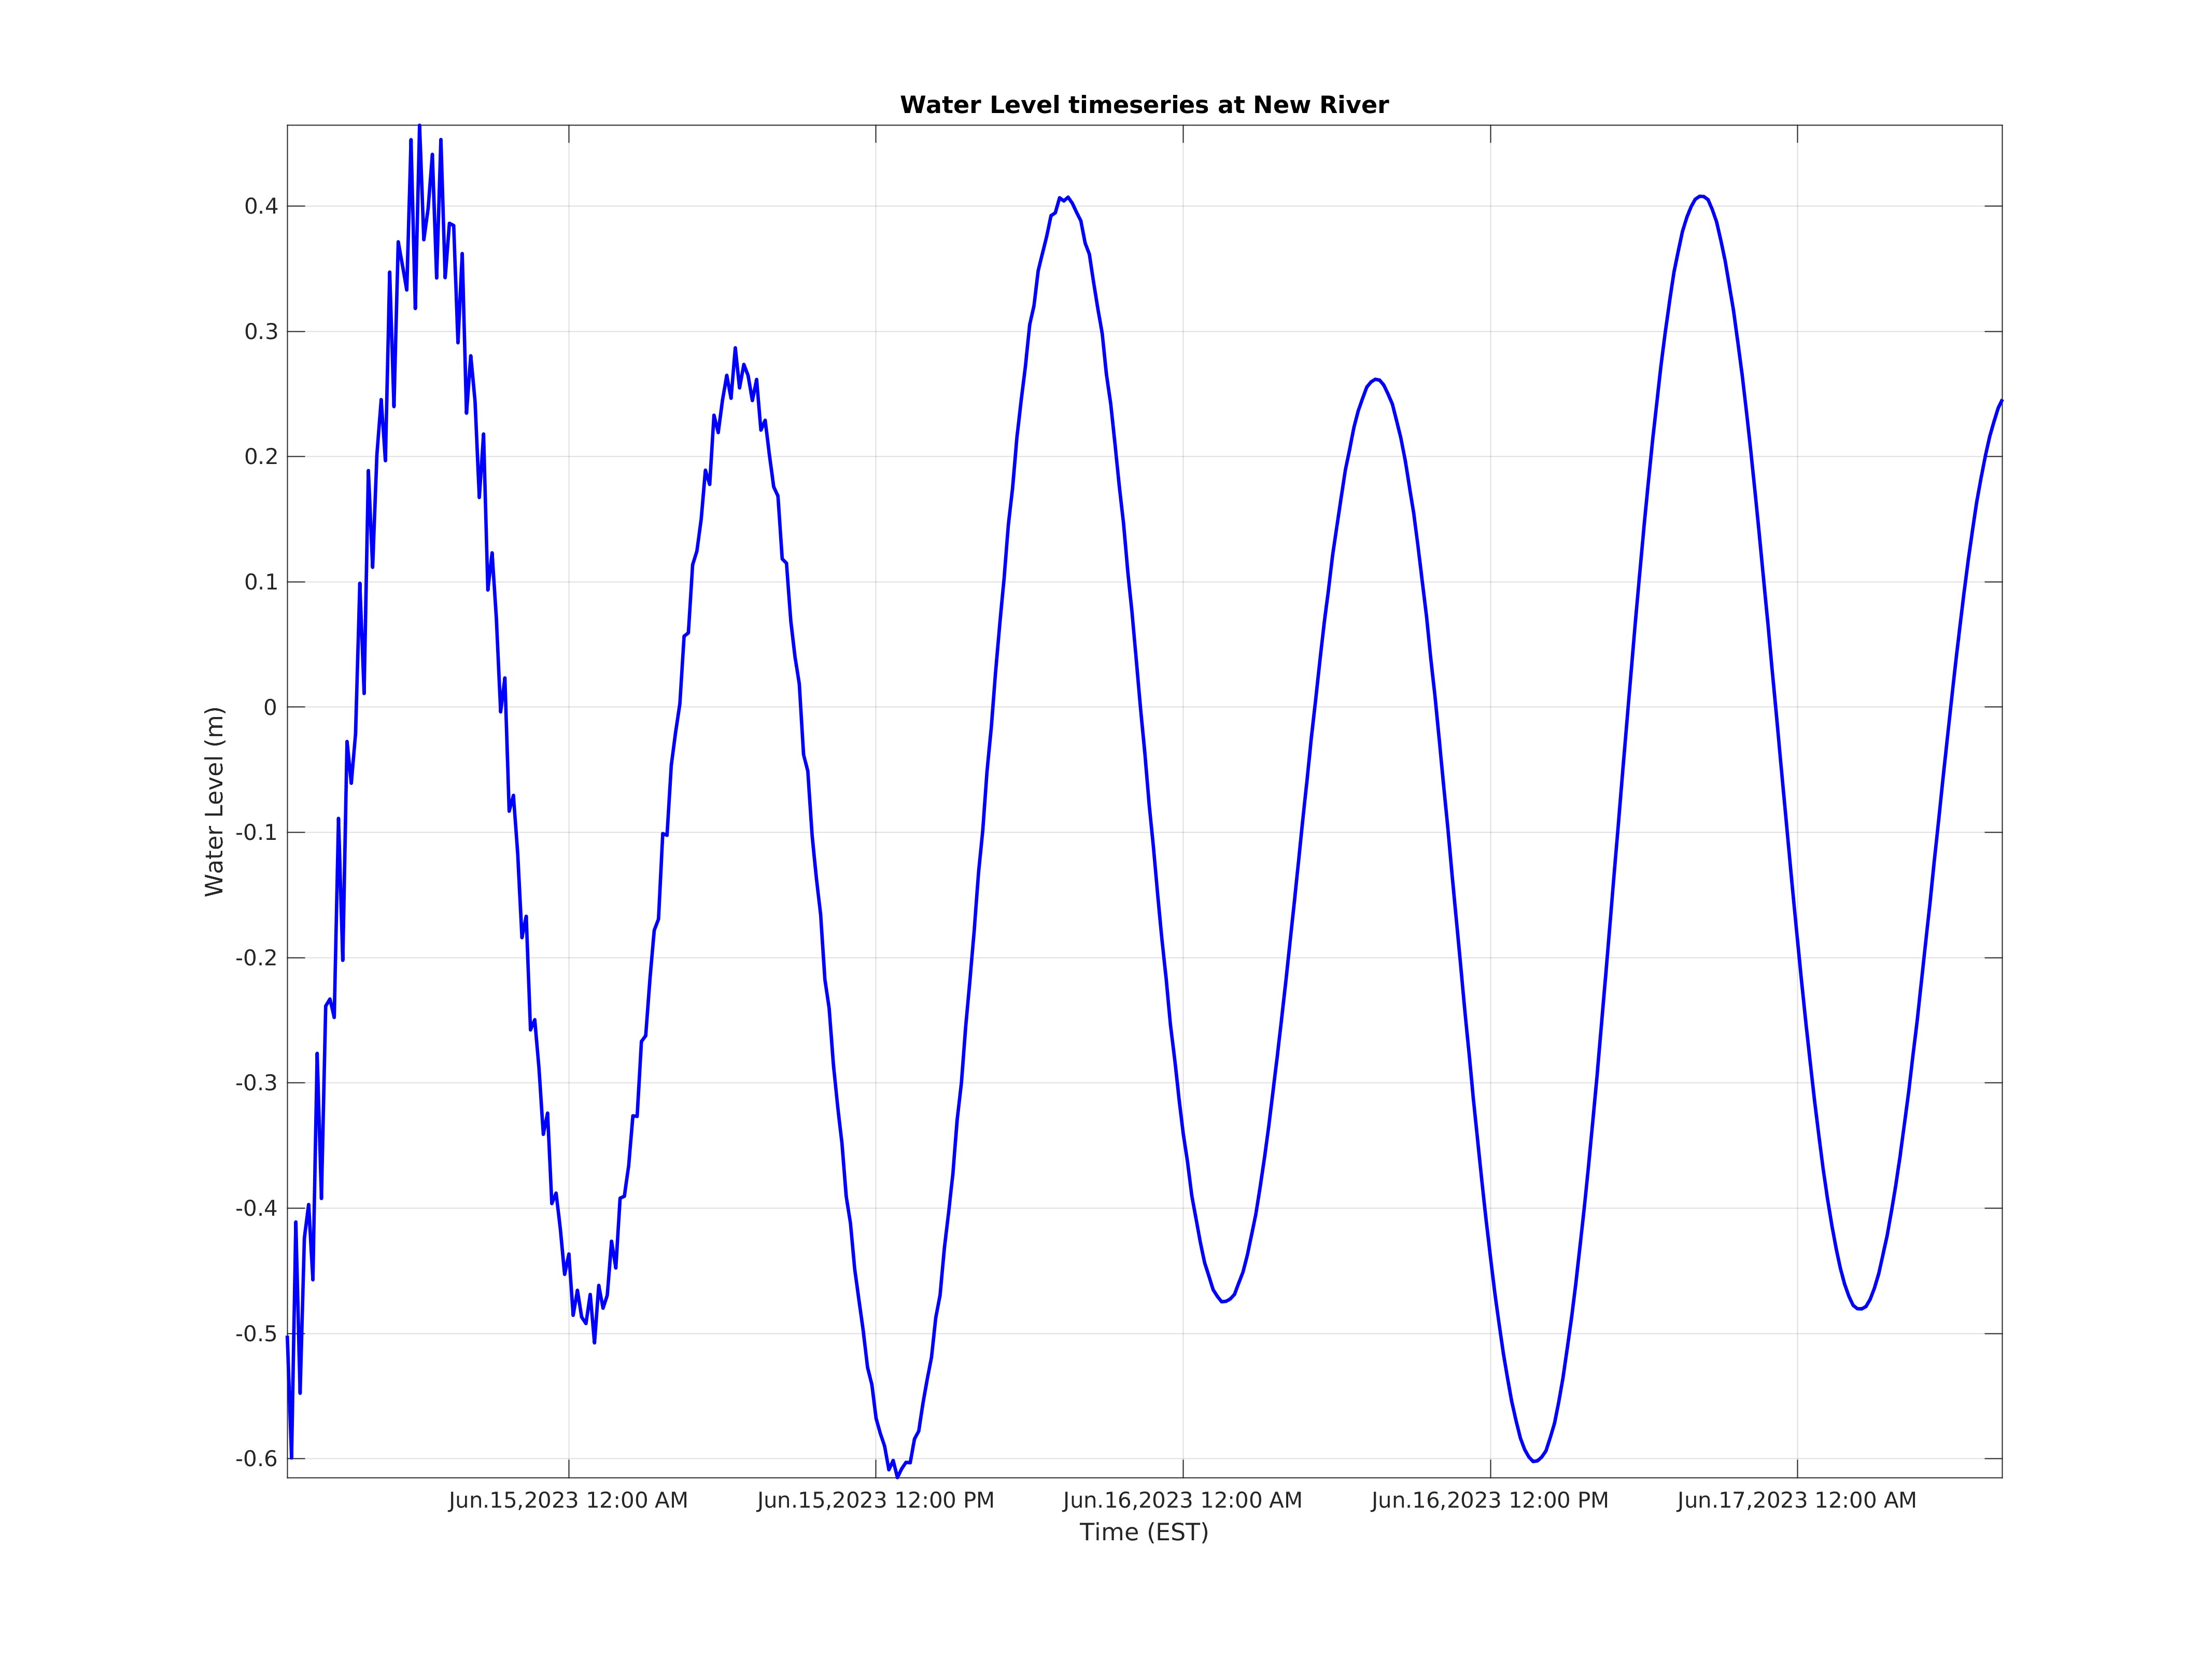 Water Level timeseries at New River
0.4
0.3
0.2
0.1
0
-0.1
-0.2
-0.3
-0.4
-0.5
-0.6
Water Level (m)
Jun.15,2023 12:00 AM
Jun.15,2023 12:00 PM
Jun.16,2023 12:00 AM
Jun.16,2023 12:00 PM
Jun.17,2023 12:00 AM
Time (EST)